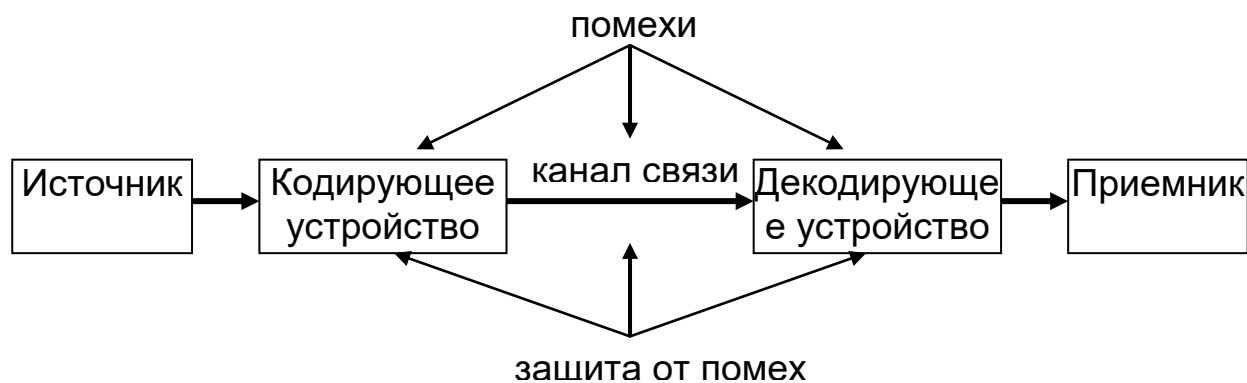 помехи
Источник
Кодирующее
устройство
канал связи
Декодирующе
е устройство
Приемник
защита от помех